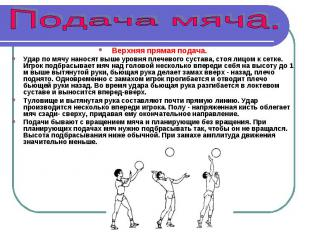 Подача мяча.
Верхняя прямая подача.
Удар по мячу наносят выше уровня плечевого сустава, стоя лицом к сетке.
Игрок подбрасывает мяч над головой несколько впереди себя на высоту до 1
м выше вытянутой руки, бьющая рука делает замах вверх - назад, плечо
поднято. Одновременно с замахом игрок прогибается и отводит плечо
бьющей руки назад. Во время удара бьющая рука разгибается в локтевом
суставе и выносится вперед-вверх.
Туловище и вытянутая рука составляют почти прямую линию. Удар
производится несколько впереди игрока. Полу - напряженная кисть облегает
мяч сзади- сверху, придавая ему окончательное направление.
Подачи бывают с вращением мяча и планирующие без вращения. При
планирующих подачах мяч нужно подбрасывать так, чтобы он не вращался.
Высота подбрасывания ниже обычной. При замахе амплитуда движения
значительно меньше.